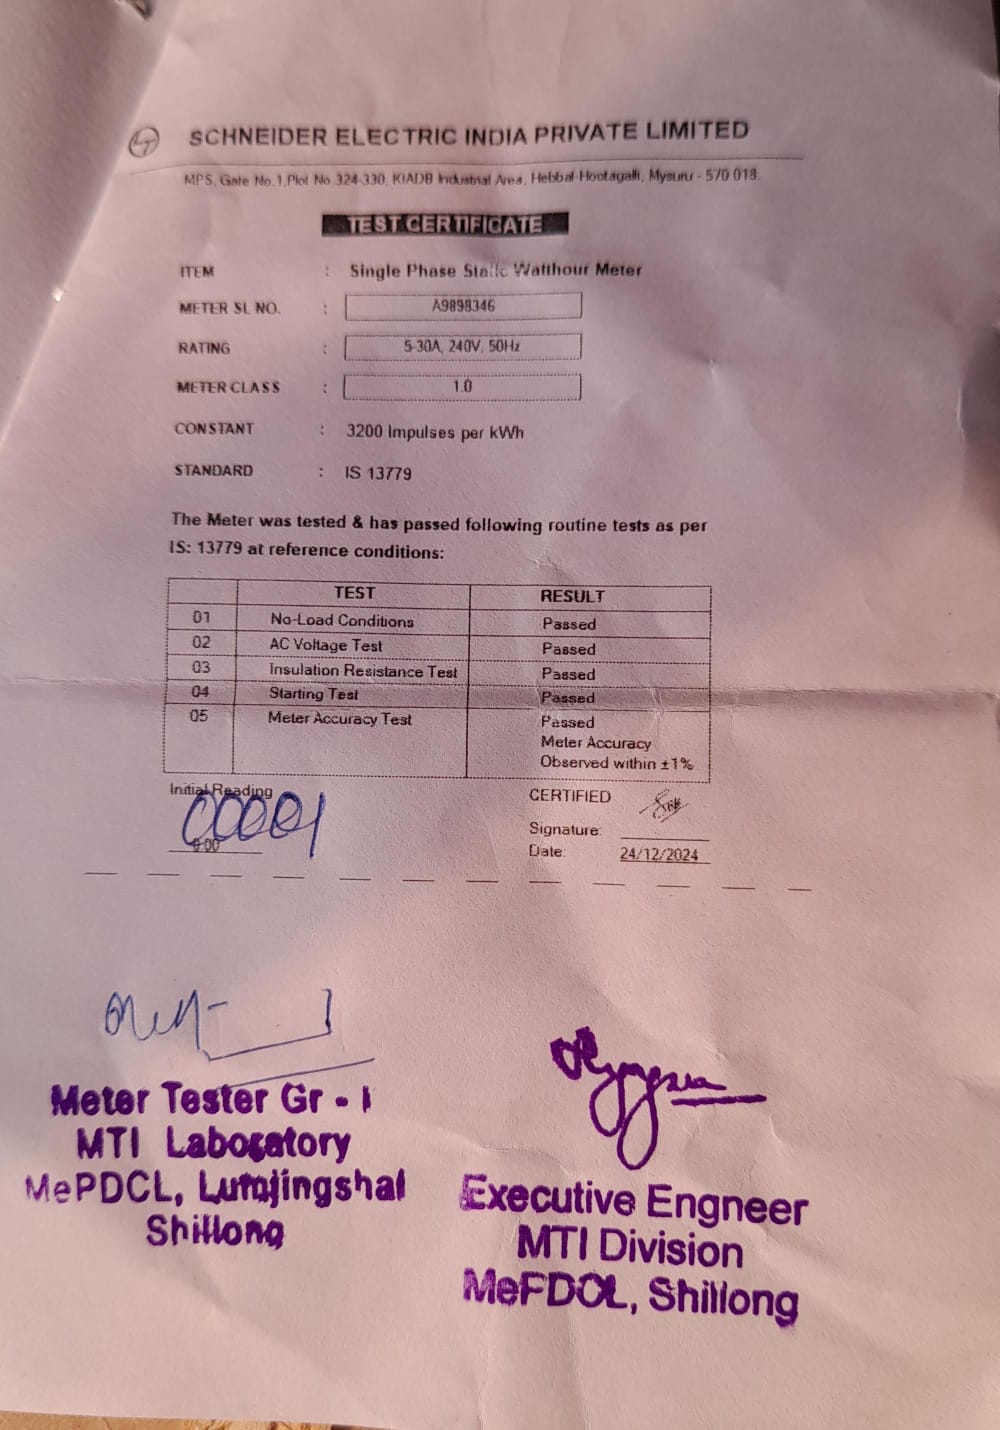 LT SCHNEIDER ELECTRIC INDIA PRIVATE LIMITED
MPS, Gate No.1,Plot No.324-330, KIADB Industrial Area, Hebbal-Hootagalli, Mysuru - 570 018.
TEST CERTIFICATE
ITEM : Single Phase Static Watthour Meter
METER SL NO. : A9898346
RATING : 5-30A, 240V, 50Hz
METER CLASS : 1.0
CONSTANT : 3200 Impulses per kWh
STANDARD : IS 13779
The Meter was tested & has passed following routine tests as per
IS: 13779 at reference conditions:
TEST RESULT
01 No-Load Conditions Passed
02 AC Voltage Test Passed
03 Insulation Resistance Test Passed
04 Starting Test Passed
05 Meter Accuracy Test Passed
Meter Accuracy
Observed within ±1%
Initial Reading CERTIFIED
00001
0.00
Signature:
Date: 24/12/2024
Meter Tester Gr - I
MTI Laboratory
MePDCL, Lumjingshai
Shillong
Executive Engneer
MTI Division
MePDCL, Shillong